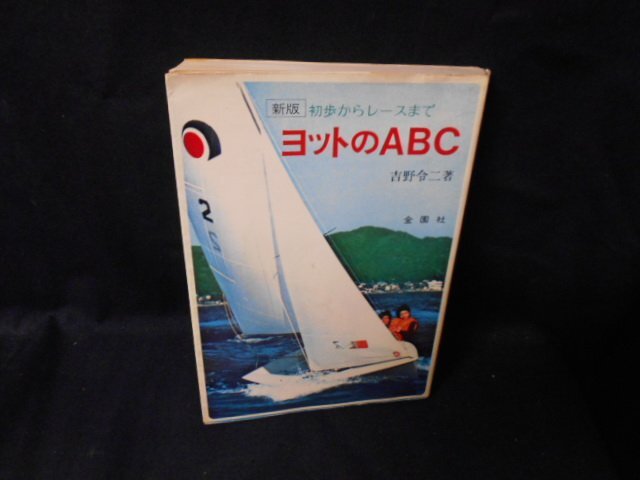 新版 初歩からレースまで
ヨットのABC
吉野令二著
金園社
2